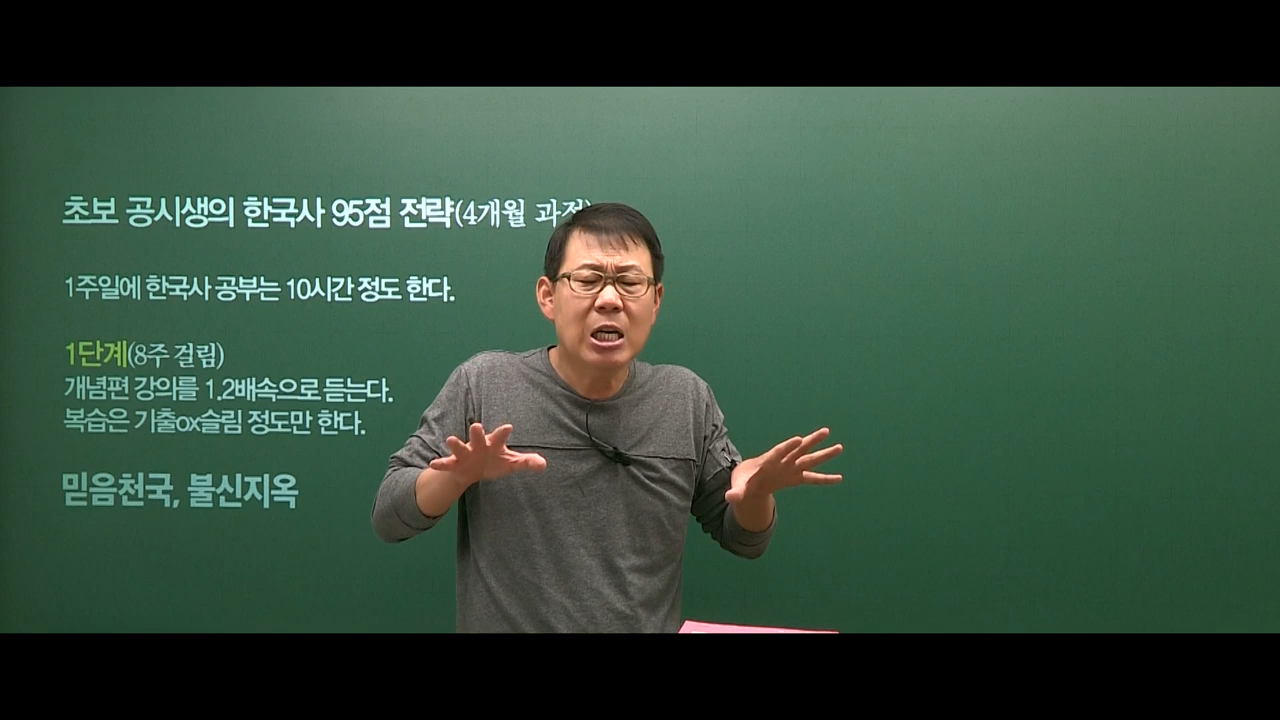 초보 공시생의 한국사 95점 전략(4개월 과정)
1주일에 한국사 공부는 10시간 정도 한다.
1단계(8주 걸림)
개념편 강의를 1.2배속으로 듣는다.
복습은 기출ox슬림 정도만 한다.
믿음천국, 불신지옥